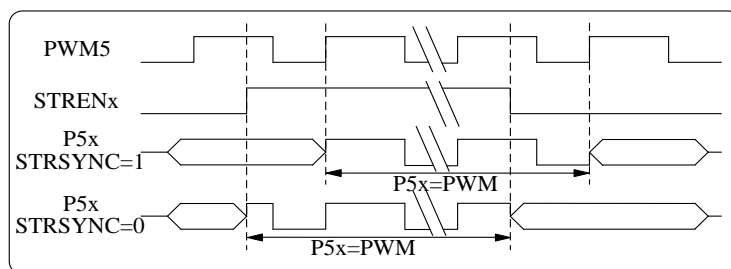 PWM5
STRENx
P5x
STRSYNC=1
P5x=PWM
P5x
STRSYNC=0
P5x=PWM